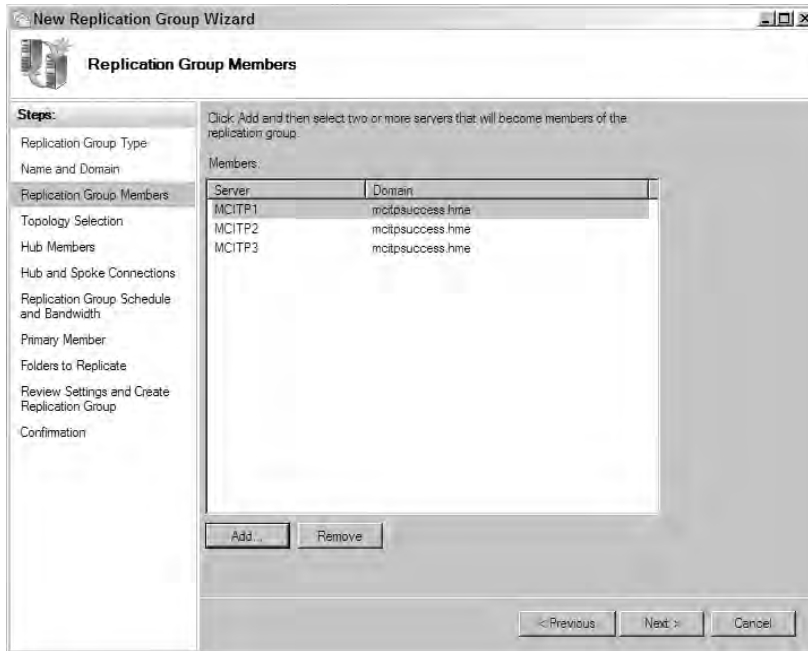 New Replication Group Wizard
Replication Group Members
Steps:
Replication Group Type
Name and Domain
Replication Group Members
Topology Selection
Hub Members
Hub and Spoke Connections
Replication Group Schedule
and Bandwidth
Primary Member
Folders to Replicate
Review Settings and Create
Replication Group
Confirmation
Click Add and then select two or more servers that will become members of the
replication group.
Members:
Server Domain
MCITP1 mcitpsuccess.hme
MCITP2 mcitpsuccess.hme
MCITP3 mcitpsuccess.hme
Add... Remove
< Previous Next > Cancel